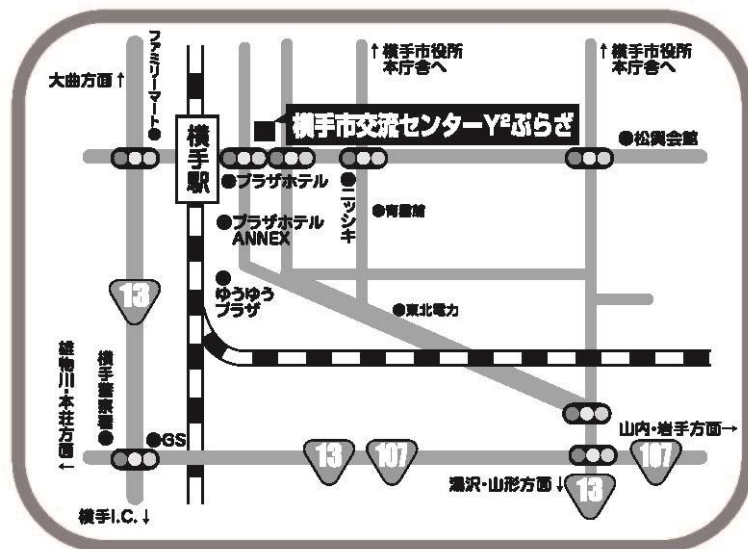 大曲方面↑
ファミリーマート
↑横手市役所
本庁舎へ
↑横手市役所
本庁舎へ
横手市交流センターY²ぷらざ
横手駅
松興会館
プラザホテル
ニッシキ
青雲館
プラザホテル
ANNEX
ゆうゆう
プラザ
13
東北電力
雄物川・本荘方面
←
横手警察署
GS
13
107
山内・岩手方面→
107
湯沢・山形方面↓
13
横手I.C.↓